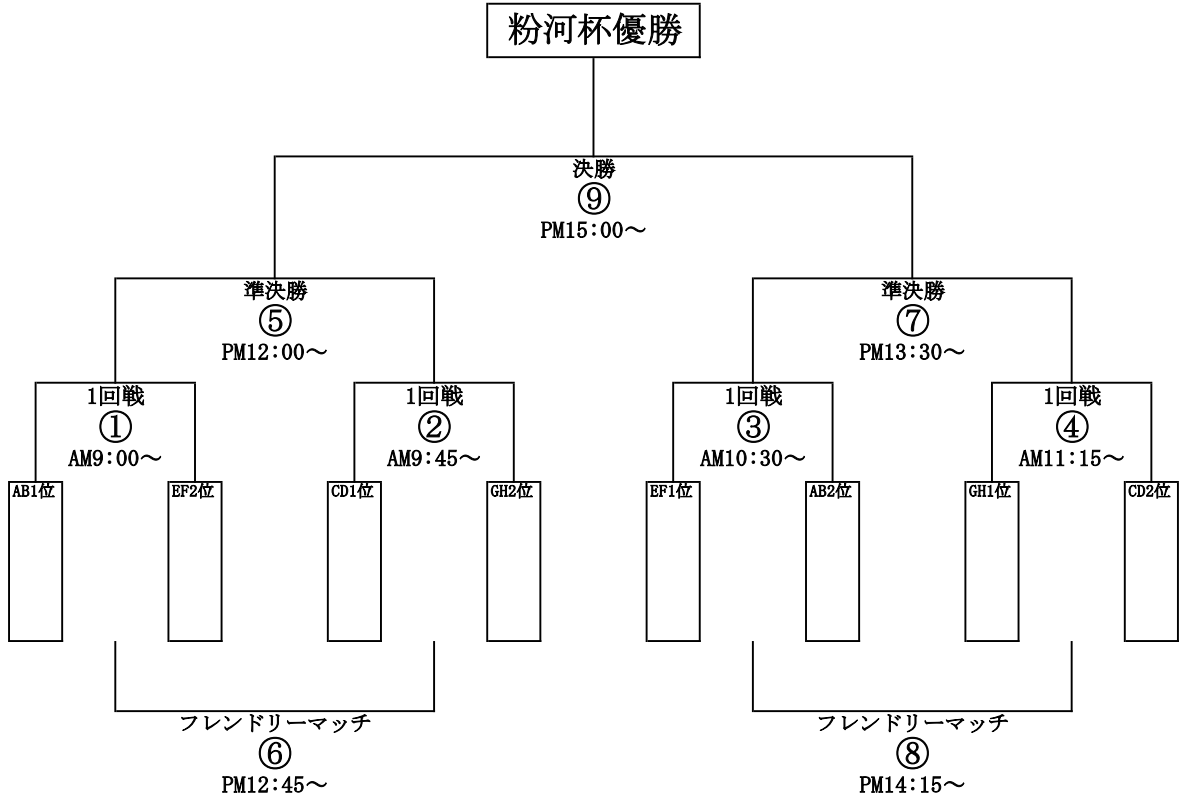 粉河杯優勝
決勝
⑨
PM15:00～
準決勝
⑤
PM12:00～
準決勝
⑦
PM13:30～
1回戦
①
AM9:00～
1回戦
②
AM9:45～
1回戦
③
AM10:30～
1回戦
④
AM11:15～
AB1位
EF2位
CD1位
GH2位
EF1位
AB2位
GH1位
CD2位
フレンドリーマッチ
⑥
PM12:45～
フレンドリーマッチ
⑧
PM14:15～